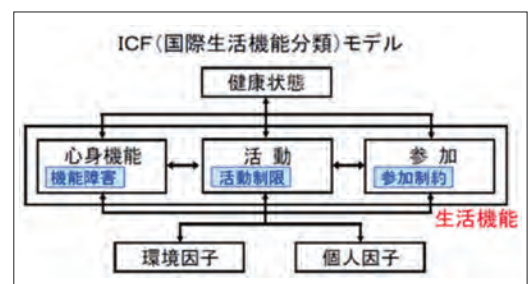 ICF(国際生活機能分類)モデル
健康状態
心身機能 活動 参加
機能障害 活動制限 参加制約
生活機能
環境因子 個人因子